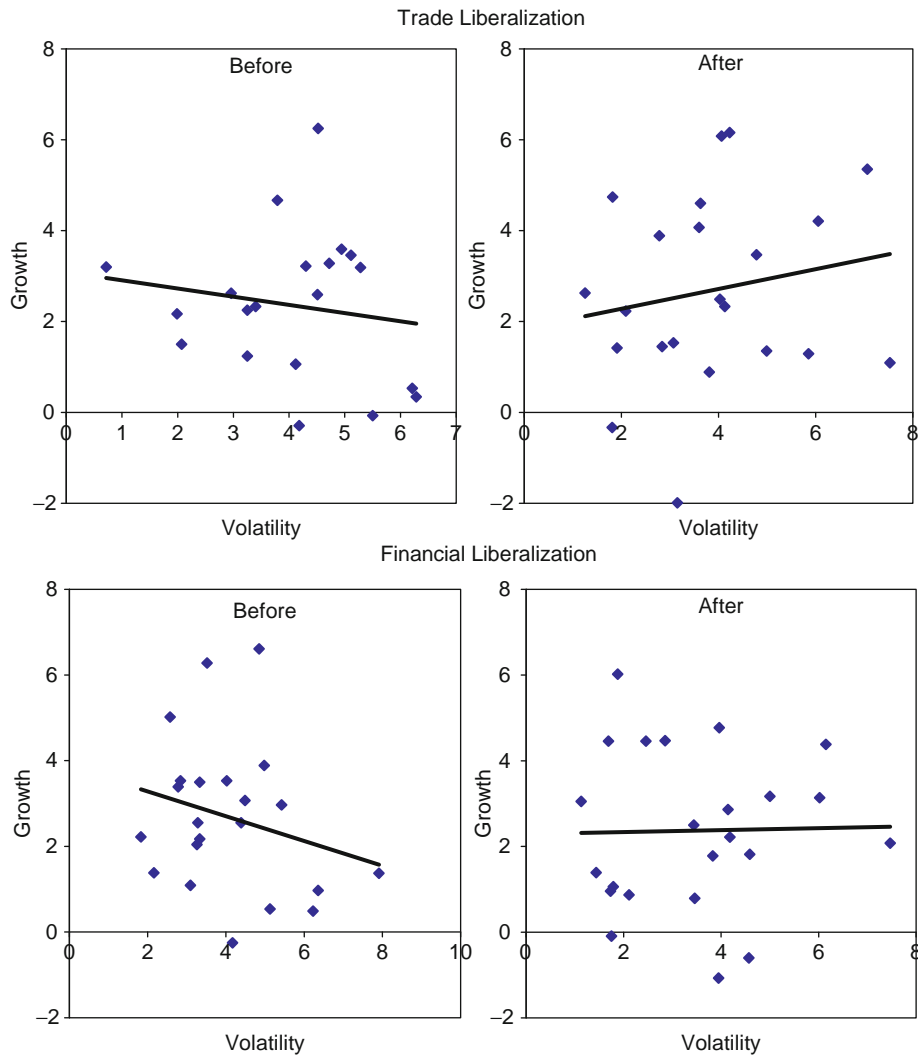 Trade Liberalization
Before
After
8
6
4
2
0
–2
Growth
0 1 2 3 4 5 6 7
Volatility
8
6
4
2
0
–2
Growth
0 2 4 6 8
Volatility
Financial Liberalization
Before
After
8
6
4
2
0
–2
Growth
0 2 4 6 8 10
Volatility
8
6
4
2
0
–2
Growth
0 2 4 6 8
Volatility